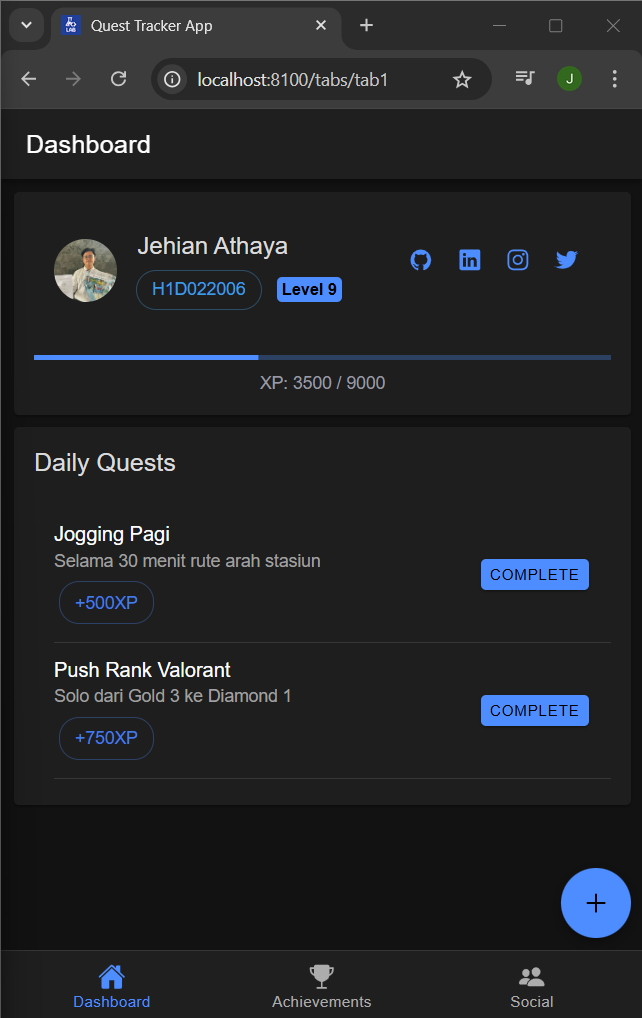 Quest Tracker App
localhost:8100/tabs/tab1
J
Dashboard
Jehian Athaya
H1D022006
Level 9
XP: 3500 / 9000
Daily Quests
Jogging Pagi
Selama 30 menit rute arah stasiun
COMPLETE
+500XP
Push Rank Valorant
Solo dari Gold 3 ke Diamond 1
COMPLETE
+750XP
Dashboard
Achievements
Social